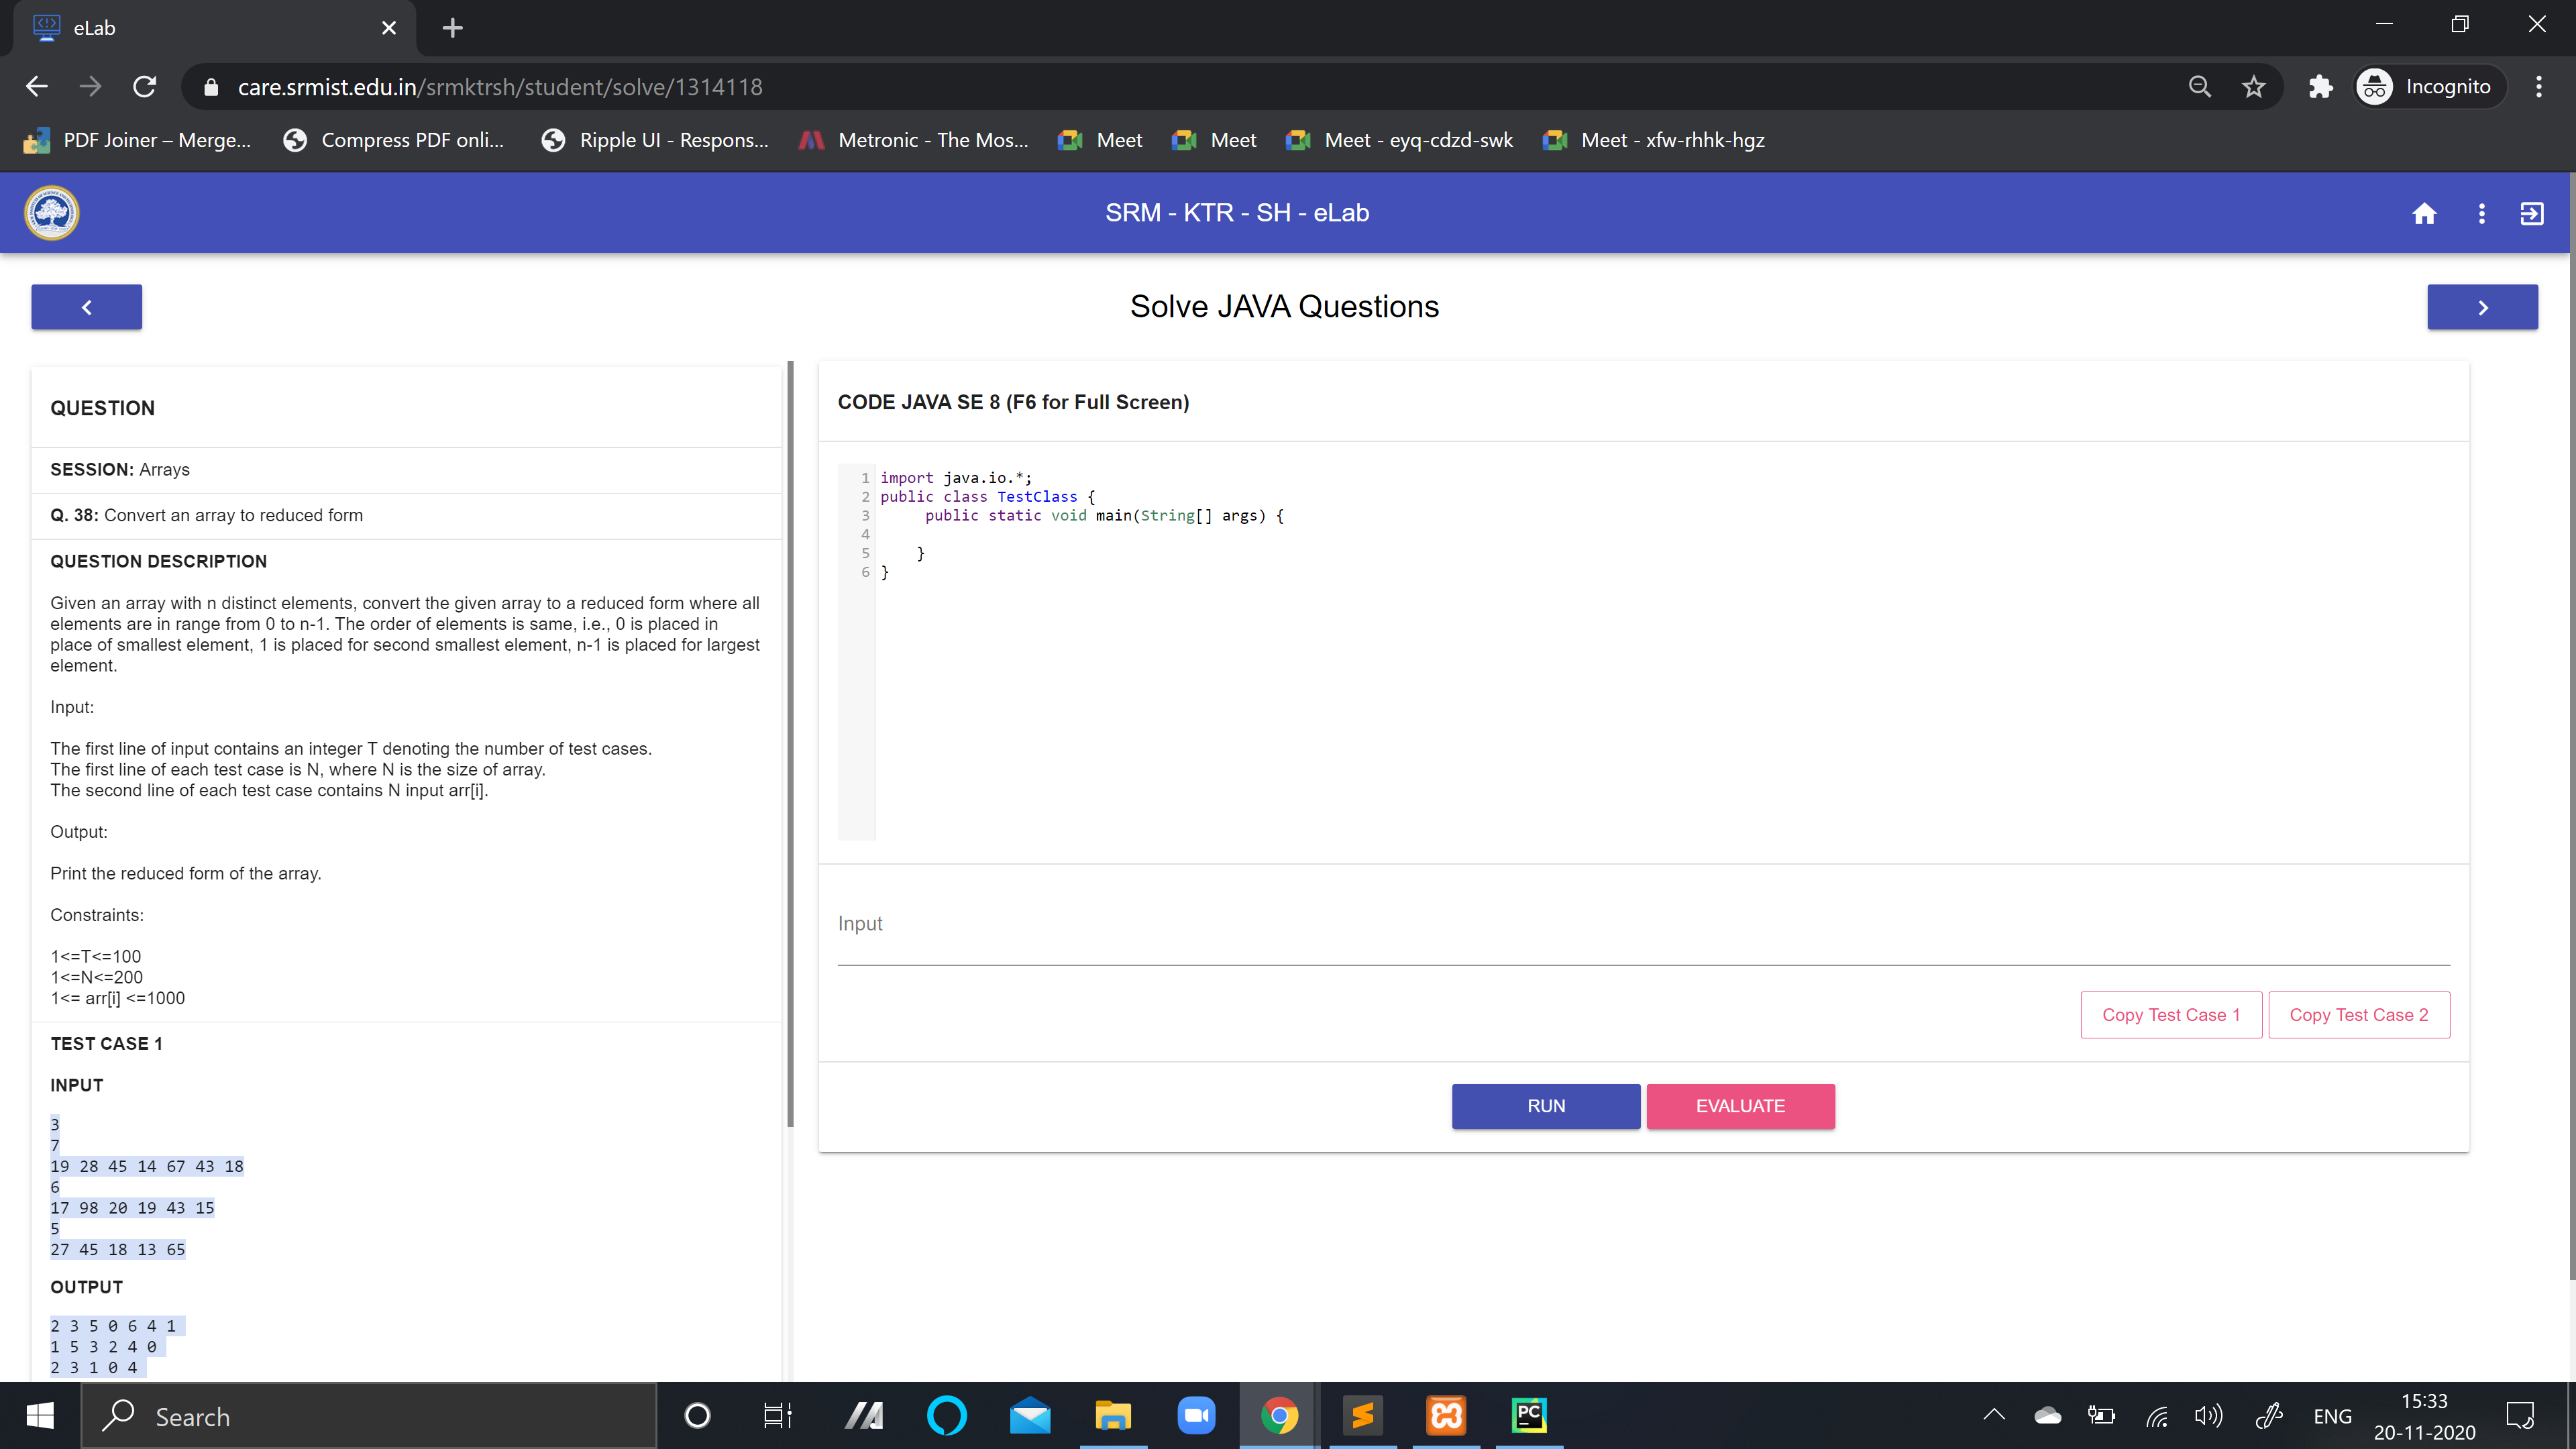 eLab
care.srmist.edu.in/srmktrsh/student/solve/1314118
Incognito
PDF Joiner – Merge...
Compress PDF onli...
Ripple UI - Respons...
Metronic - The Mos...
Meet
Meet
Meet - eyq-cdzd-swk
Meet - xfw-rhhk-hgz
SRM - KTR - SH - eLab
Solve JAVA Questions
QUESTION
SESSION: Arrays
Q. 38: Convert an array to reduced form
QUESTION DESCRIPTION
Given an array with n distinct elements, convert the given array to a reduced form where all
elements are in range from 0 to n-1. The order of elements is same, i.e., 0 is placed in
place of smallest element, 1 is placed for second smallest element, n-1 is placed for largest
element.
Input:
The first line of input contains an integer T denoting the number of test cases.
The first line of each test case is N, where N is the size of array.
The second line of each test case contains N input arr[i].
Output:
Print the reduced form of the array.
Constraints:
1<=T<=100
1<=N<=200
1<= arr[i] <=1000
TEST CASE 1
INPUT
3
7
19 28 45 14 67 43 18
6
17 98 20 19 43 15
5
27 45 18 13 65
OUTPUT
2 3 5 0 6 4 1
1 5 3 2 4 0
2 3 1 0 4
CODE JAVA SE 8 (F6 for Full Screen)
1 import java.io.*;
2 public class TestClass {
3 public static void main(String[] args) {
4
5 }
6 }
Input
Copy Test Case 1
Copy Test Case 2
RUN
EVALUATE
Search
PC
ENG
15:33
20-11-2020